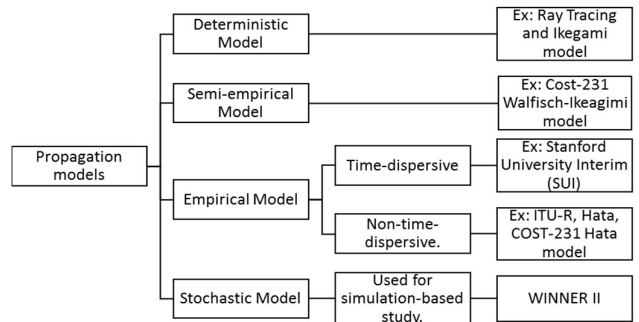 Deterministic
Model
Ex: Ray Tracing
and Ikegami
model
Semi-empirical
Model
Ex: Cost-231
Walfisch-Ikeagimi
model
Propagation
models
Empirical Model
Time-dispersive
Ex: Stanford
University Interim
(SUI)
Non-time-
dispersive.
Ex: ITU-R, Hata,
COST-231 Hata
model
Stochastic Model
Used for
simulation-based
study.
WINNER II